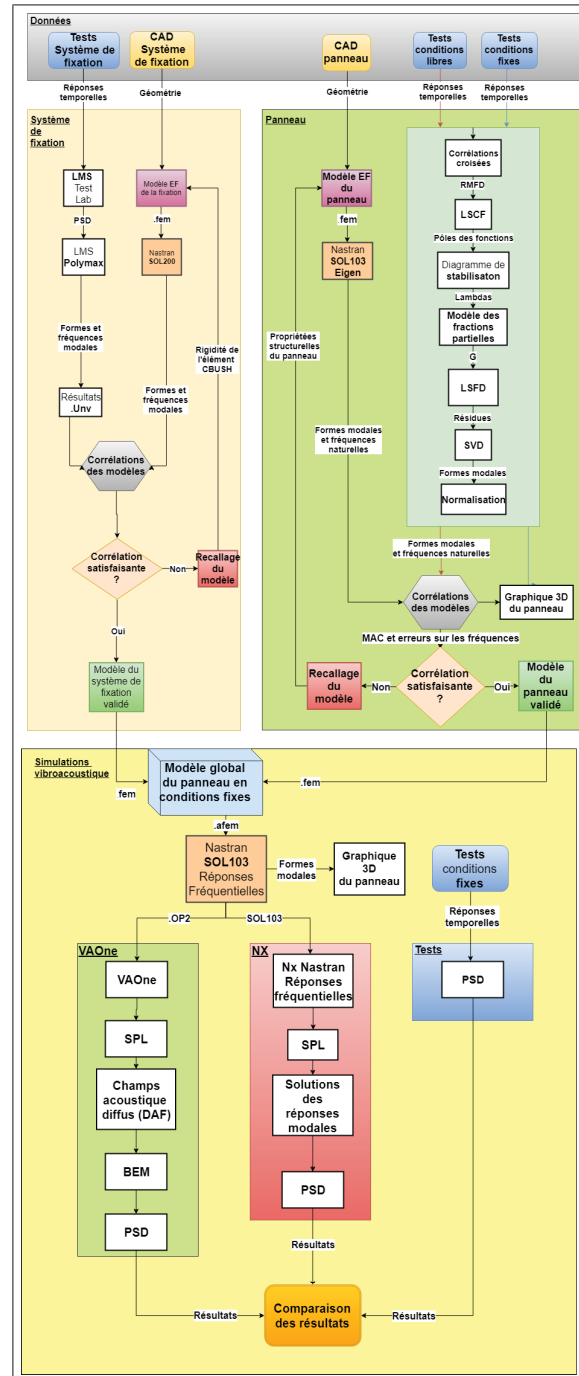 Données
Tests
Système de
fixation
CAD
Système
de fixation
CAD
panneau
Tests
conditions
libres
Tests
conditions
fixes
Réponses
temporelles
Géométrie
Géométrie
Réponses
temporelles
Réponses
temporelles
Système
de
fixation
LMS
Test
Lab
PSD
LMS
Polymax
Formes et
fréquences
modales
Résultats
.Unv
Modèle EF
de la fixation
.fem
Nastran
SOL200
Formes et
fréquences
modales
Rigidité de
l'élément
CBUSH
Corrélations
des modèles
Corrélation
satisfaisante
?
Non
Recallage
du
modèle
Oui
Modèle du
système de
fixation
validé
Panneau
Modèle EF
du
panneau
.fem
Nastran
SOL103
Eigen
Propriétées
structurelles
du panneau
Formes modales
et fréquences
naturelles
Corrélations
croisées
RMFD
LSCF
Pôles des fonctions
Diagramme de
stabilisaton
Lambdas
Modèle des
fractions
partielles
G
LSFD
Résidues
SVD
Formes modales
Normalisation
Formes modales
et fréquences naturelles
Corrélations
des modèles
Graphique 3D
du panneau
MAC et erreurs sur les fréquences
Recallage
du
modèle
Non
Corrélation
satisfaisante
?
Oui
Modèle
du
panneau
validé
Simulations
vibroacoustique
.fem
Modèle global
du panneau en
conditions fixes
.fem
.afem
Nastran
SOL103
Réponses
Fréquentielles
Formes
modales
Graphique
3D
du panneau
Tests
conditions
fixes
Réponses
temporelles
.OP2
SOL103
VAOne
VAOne
SPL
Champs
acoustique
diffus (DAF)
BEM
PSD
NX
Nx Nastran
Réponses
fréquentielles
SPL
Solutions
des
réponses
modales
PSD
Tests
PSD
Résultats
Résultats
Comparaison
des résultats
Résultats